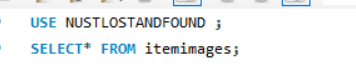 USE NUSTLOSTANDFOUND ;
SELECT* FROM itemimages;